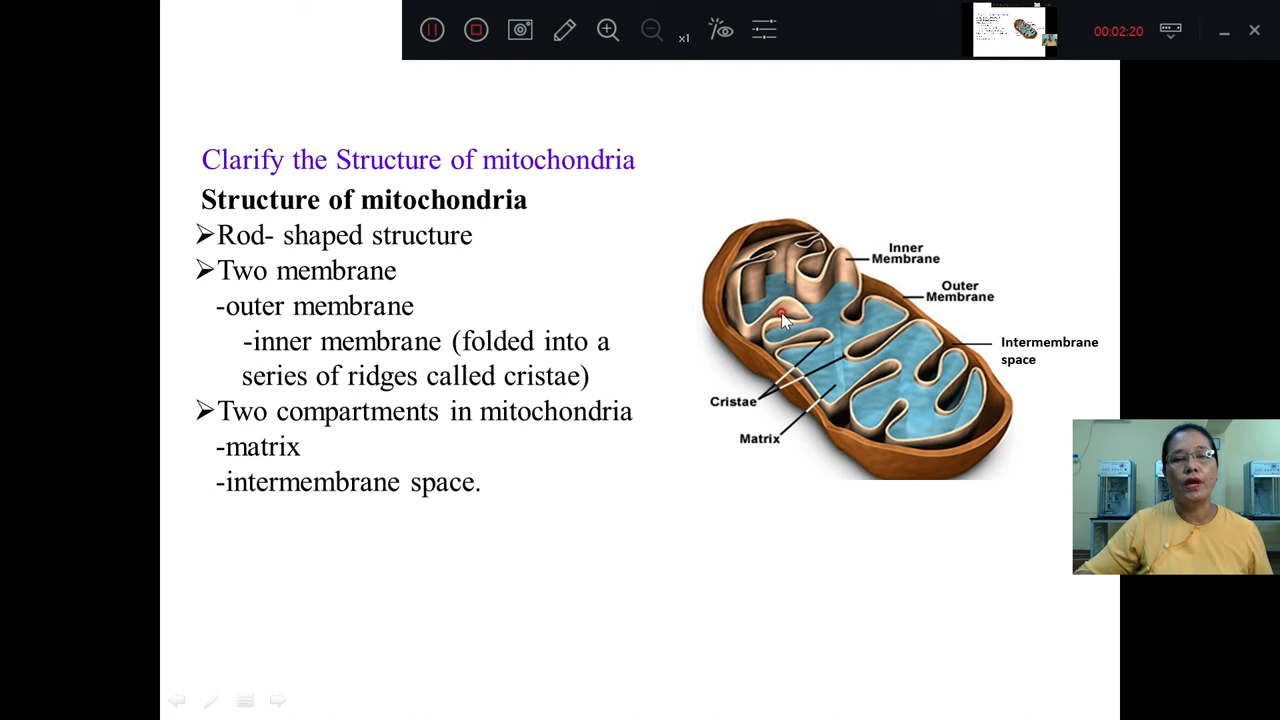 x1
00:02:20
Clarify the Structure of mitochondria
Structure of mitochondria
➢Rod- shaped structure
➢Two membrane
-outer membrane
-inner membrane (folded into a
series of ridges called cristae)
➢Two compartments in mitochondria
-matrix
-intermembrane space.
Inner
Membrane
Outer
Membrane
Intermembrane
space
Cristae
Matrix